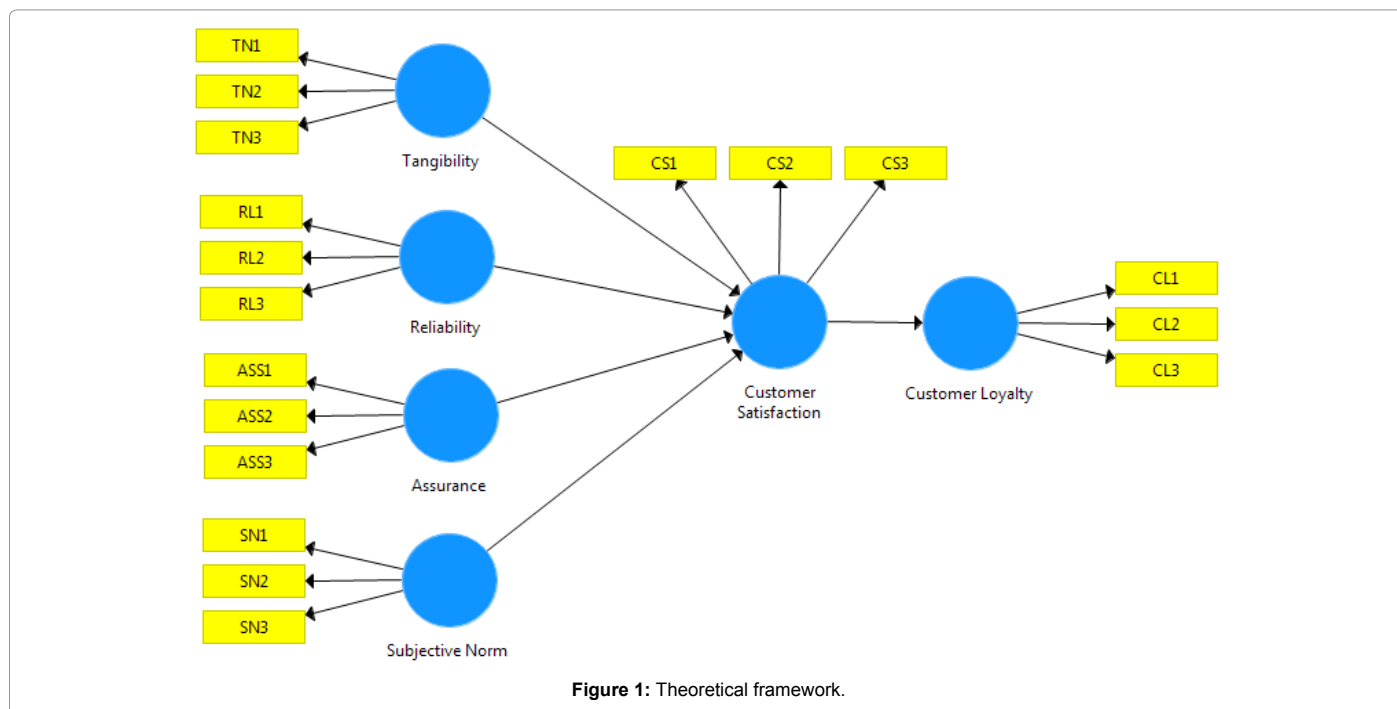 TN1
TN2
TN3
Tangibility
RL1
RL2
RL3
Reliability
ASS1
ASS2
ASS3
Assurance
SN1
SN2
SN3
Subjective Norm
CS1
CS2
CS3
Customer
Satisfaction
Customer Loyalty
CL1
CL2
CL3
Figure 1: Theoretical framework.